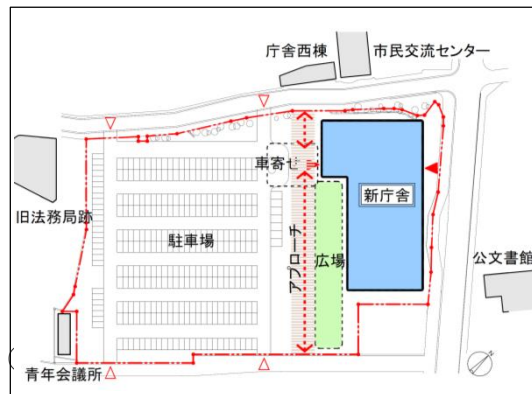 庁舎西棟
市民交流センター
車寄せ
新庁舎
旧法務局跡
駐車場
アプローチ
広場
公文書館
青年会議所